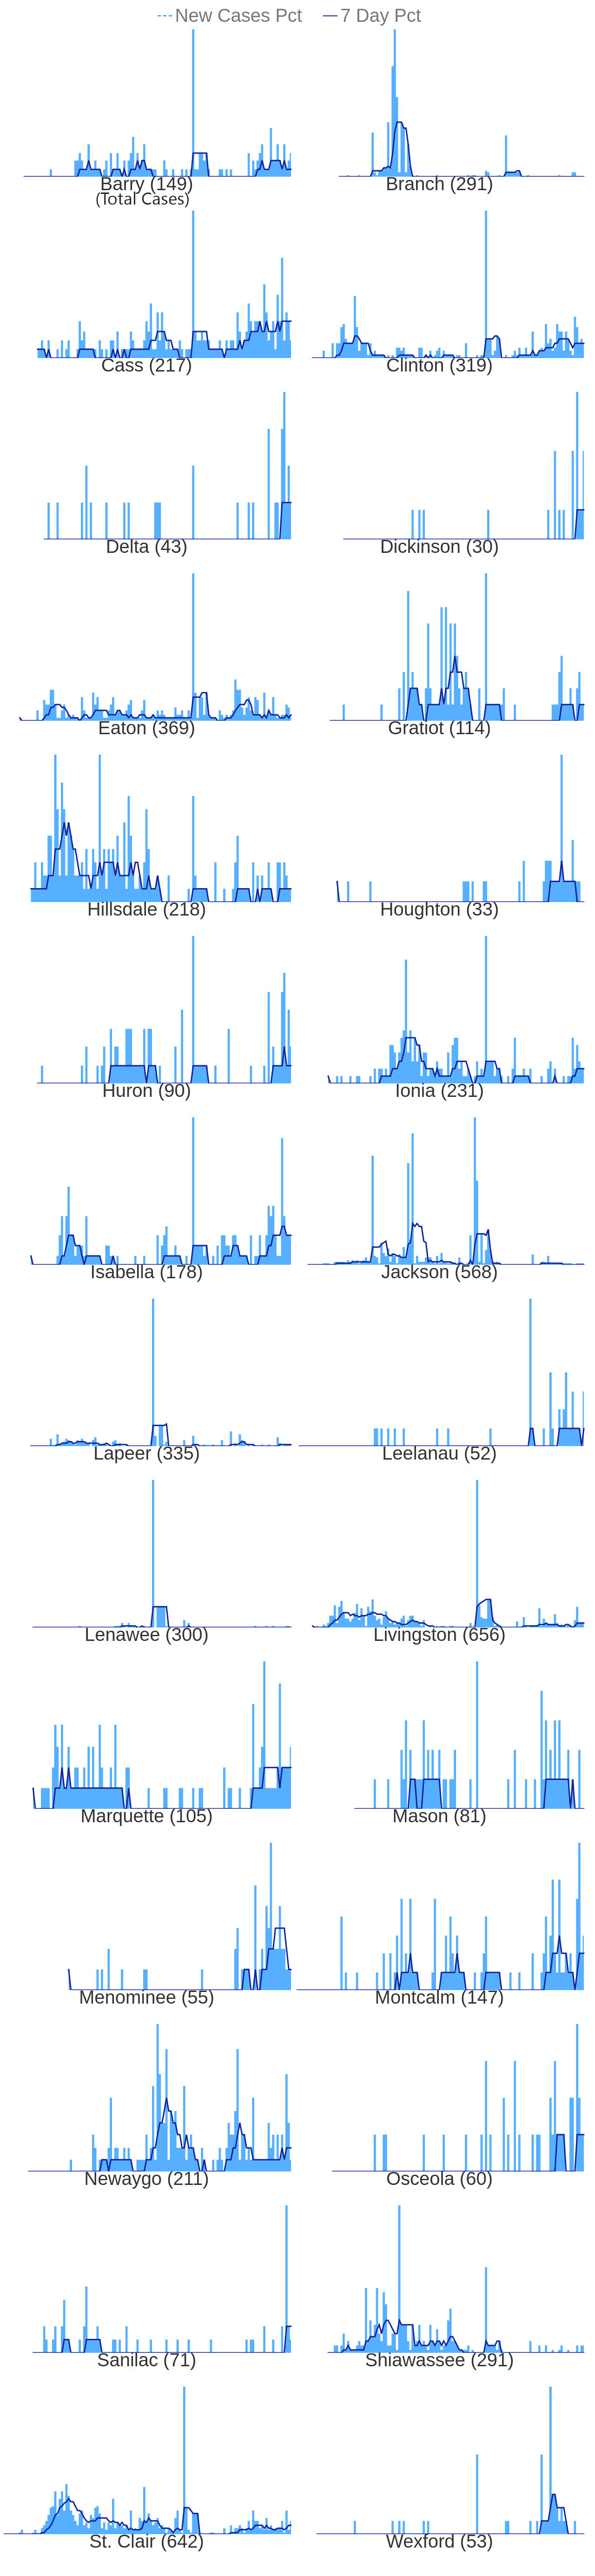 New Cases Pct 7 Day Pct
Barry (149) Branch (291)
(Total Cases)
Cass (217) Clinton (319)
Delta (43) Dickinson (30)
Eaton (369) Gratiot (114)
Hillsdale (218) Houghton (33)
Huron (90) Ionia (231)
Isabella (178) Jackson (568)
Lapeer (335) Leelanau (52)
Lenawee (300) Livingston (656)
Marquette (105) Mason (81)
Menominee (55) Montcalm (147)
Newaygo (211) Osceola (60)
Sanilac (71) Shiawassee (291)
St. Clair (642) Wexford (53)